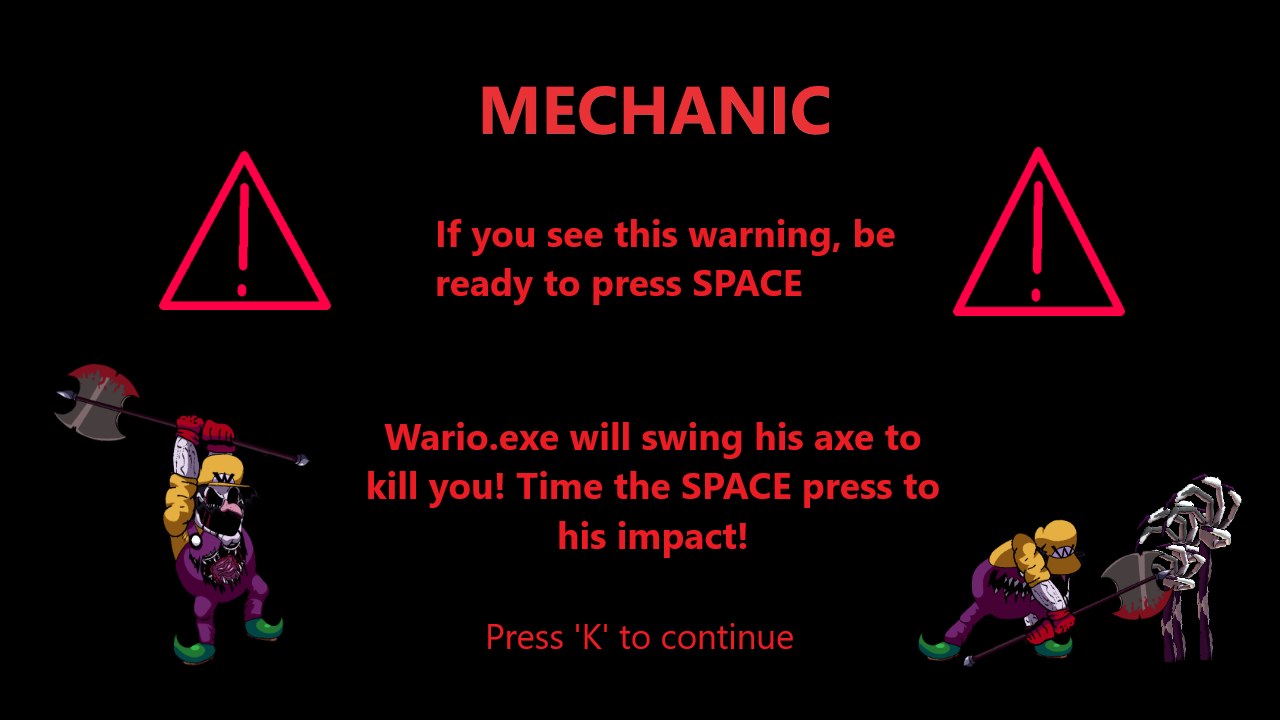 MECHANIC
If you see this warning, be
ready to press SPACE
Wario.exe will swing his axe to
kill you! Time the SPACE press to
his impact!
Press 'K' to continue